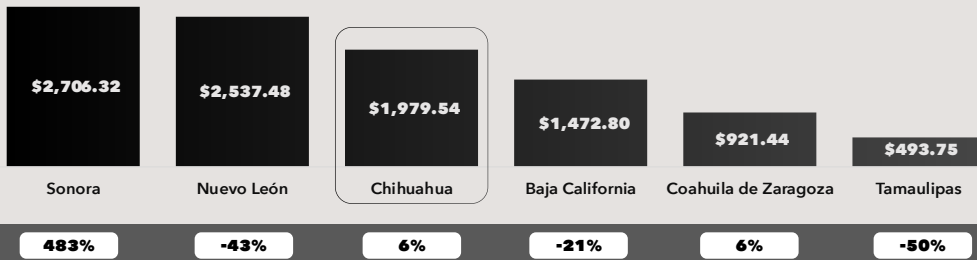 $2,706.32
$2,537.48
$1,979.54
$1,472.80
$921.44
$493.75
Sonora
Nuevo León
Chihuahua
Baja California
Coahuila de Zaragoza
Tamaulipas
483%
-43%
6%
-21%
6%
-50%